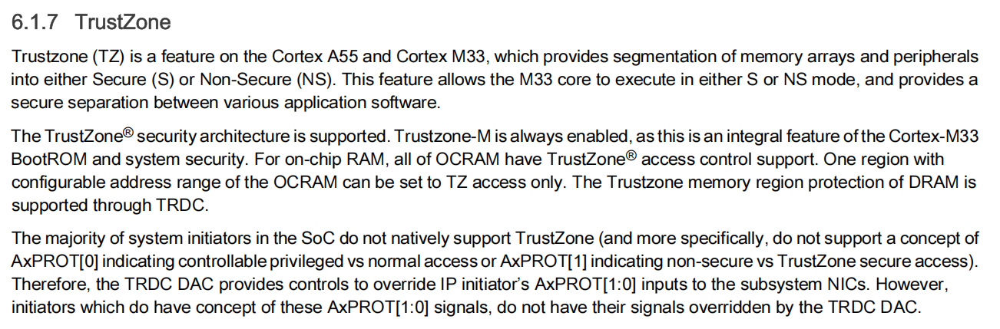 6.1.7 TrustZone
Trustzone (TZ) is a feature on the Cortex A55 and Cortex M33, which provides segmentation of memory arrays and peripherals
into either Secure (S) or Non-Secure (NS). This feature allows the M33 core to execute in either S or NS mode, and provides a
secure separation between various application software.
The TrustZone® security architecture is supported. Trustzone-M is always enabled, as this is an integral feature of the Cortex-M33
BootROM and system security. For on-chip RAM, all of OCRAM have TrustZone® access control support. One region with
configurable address range of the OCRAM can be set to TZ access only. The Trustzone memory region protection of DRAM is
supported through TRDC.
The majority of system initiators in the SoC do not natively support TrustZone (and more specifically, do not support a concept of
AxPROT[0] indicating controllable privileged vs normal access or AxPROT[1] indicating non-secure vs TrustZone secure access).
Therefore, the TRDC DAC provides controls to override IP initiator’s AxPROT[1:0] inputs to the subsystem NICs. However,
initiators which do have concept of these AxPROT[1:0] signals, do not have their signals overridden by the TRDC DAC.